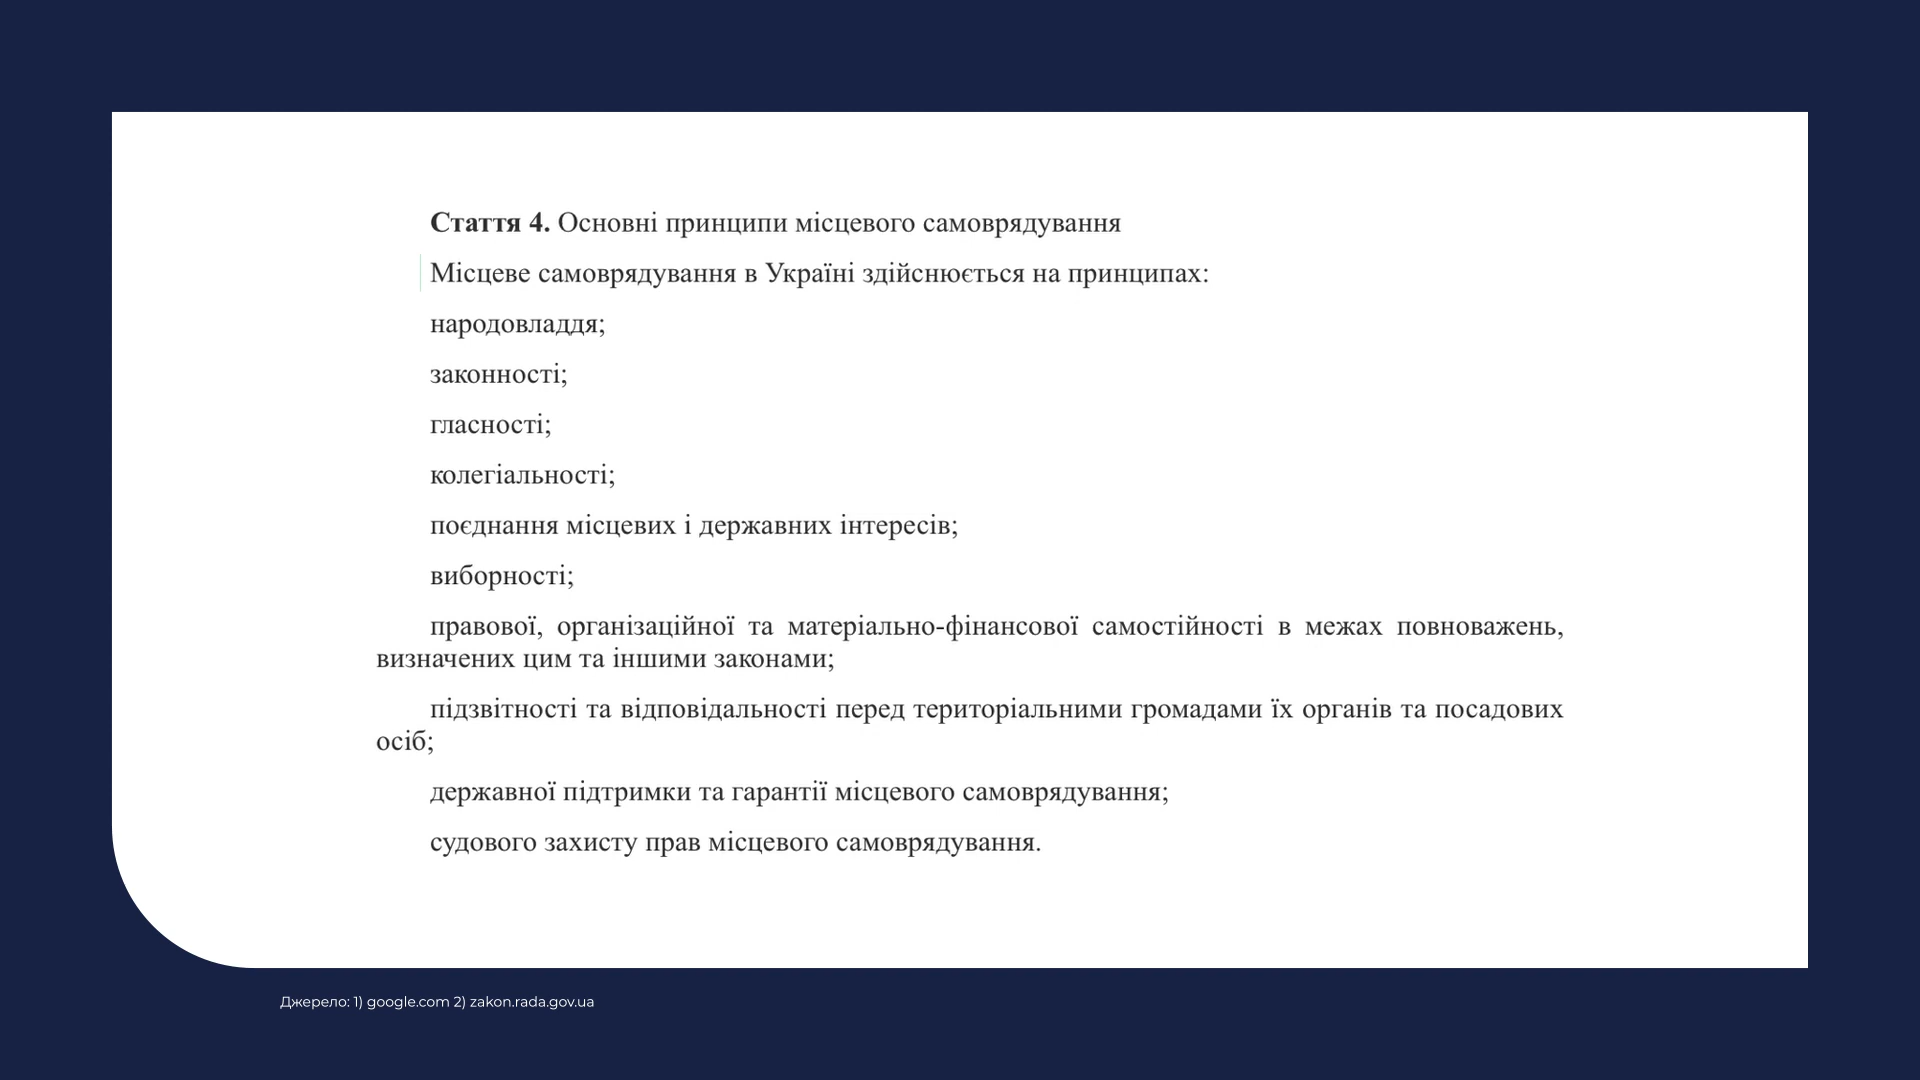 Стаття 4. Основні принципи місцевого самоврядування
Місцеве самоврядування в Україні здійснюється на принципах:
народовладдя;
законності;
гласності;
колегіальності;
поєднання місцевих і державних інтересів;
виборності;
правової, організаційної та матеріально-фінансової самостійності в межах повноважень,
визначених цим та іншими законами;
підзвітності та відповідальності перед територіальними громадами їх органів та посадових
осіб;
державної підтримки та гарантії місцевого самоврядування;
судового захисту прав місцевого самоврядування.
Джерело: 1) google.com 2) zakon.rada.gov.ua